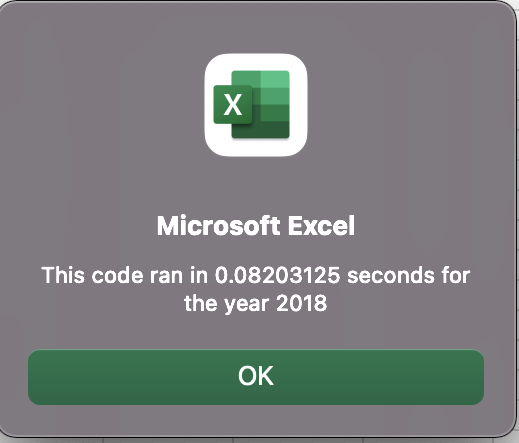 X
Microsoft Excel
This code ran in 0.08203125 seconds for
the year 2018
OK